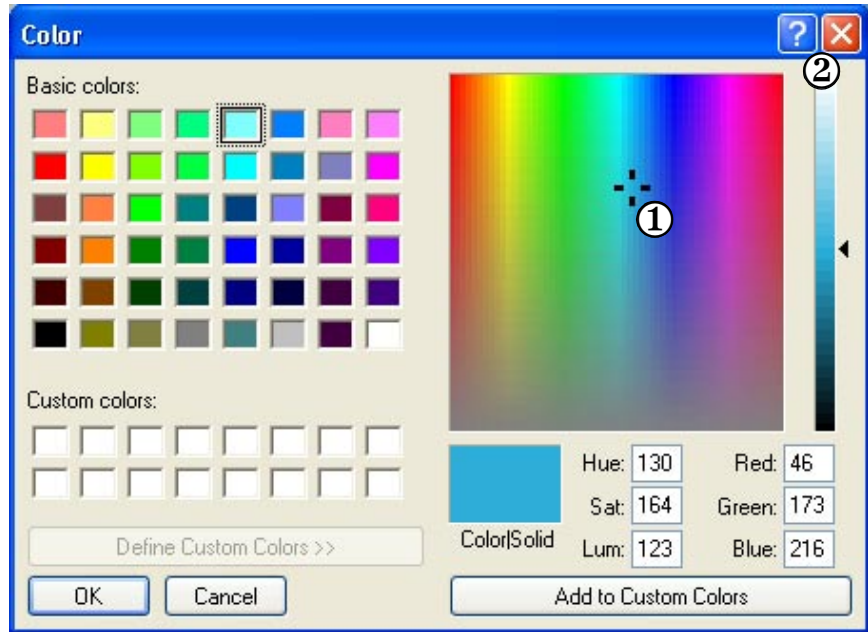 Color
?
②
Basic colors:
①
Custom colors:
Hue: 130 Red: 46
Sat: 164 Green: 173
Color|Solid Lum: 123 Blue: 216
Define Custom Colors >>
OK Cancel Add to Custom Colors